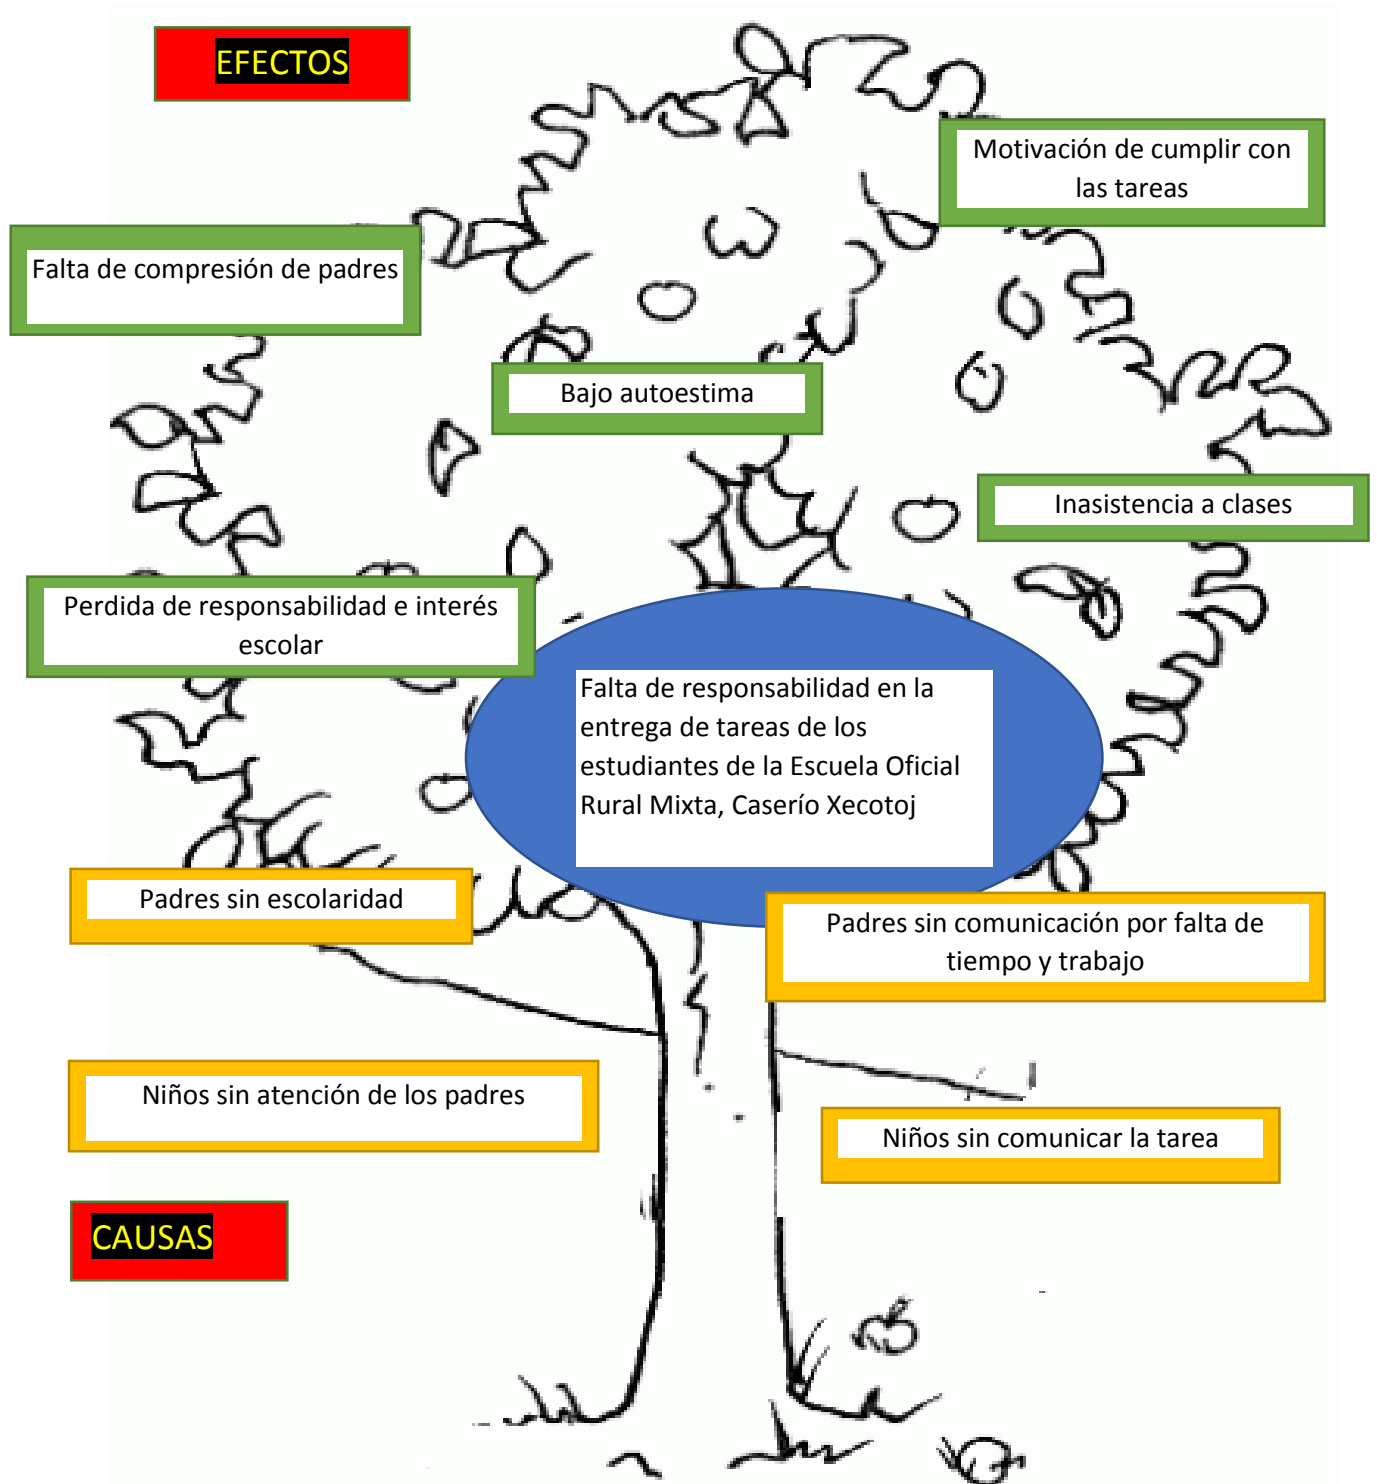 EFECTOS
Motivación de cumplir con
las tareas
Falta de compresión de padres
Bajo autoestima
Inasistencia a clases
Perdida de responsabilidad e interés
escolar
Falta de responsabilidad en la
entrega de tareas de los
estudiantes de la Escuela Oficial
Rural Mixta, Caserío Xecotoj
Padres sin escolaridad
Padres sin comunicación por falta de
tiempo y trabajo
Niños sin atención de los padres
Niños sin comunicar la tarea
CAUSAS